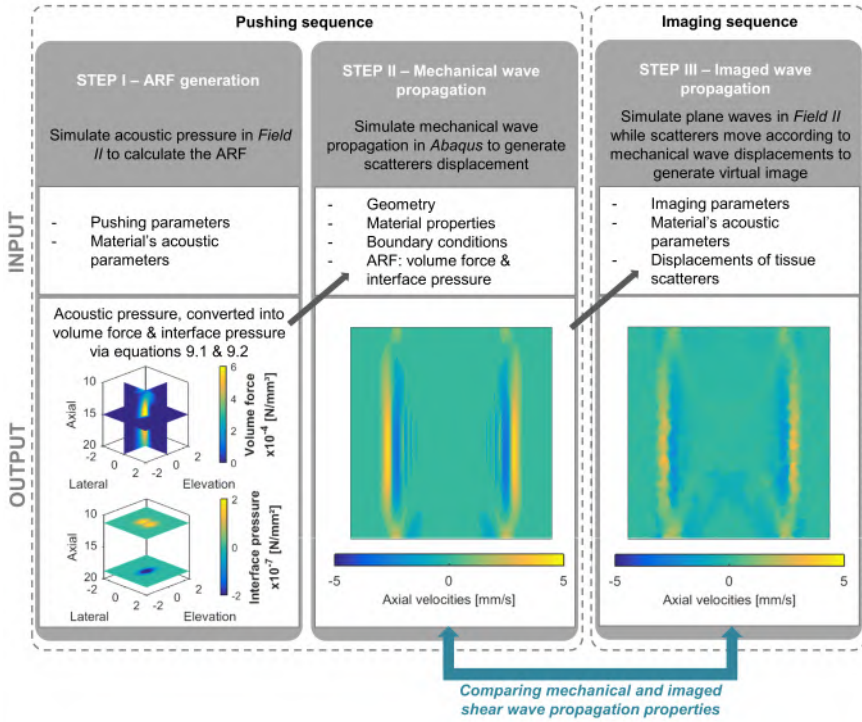 Pushing sequence
Imaging sequence
STEP I – ARF generation
Simulate acoustic pressure in Field
II to calculate the ARF
STEP II – Mechanical wave
propagation
Simulate mechanical wave
propagation in Abaqus to generate
scatterers displacement
STEP III – Imaged wave
propagation
Simulate plane waves in Field II
while scatterers move according to
mechanical wave displacements to
generate virtual image
INPUT
- Pushing parameters
- Material's acoustic
parameters
- Geometry
- Material properties
- Boundary conditions
- ARF: volume force &
interface pressure
- Imaging parameters
- Material's acoustic
parameters
- Displacements of tissue
scatterers
OUTPUT
Acoustic pressure, converted into
volume force & interface pressure
via equations 9.1 & 9.2
10
15
20
Axial
-2
0
2
Lateral
-2
0
2
Elevation
6
4
2
0
Volume force
x10-4 [N/mm³]
10
15
20
Axial
-2
0
2
Lateral
-2
0
2
Elevation
2
0
-2
Interface pressure
x10-7 [N/mm²]
-5
0
5
Axial velocities [mm/s]
-5
0
5
Axial velocities [mm/s]
Comparing mechanical and imaged
shear wave propagation properties